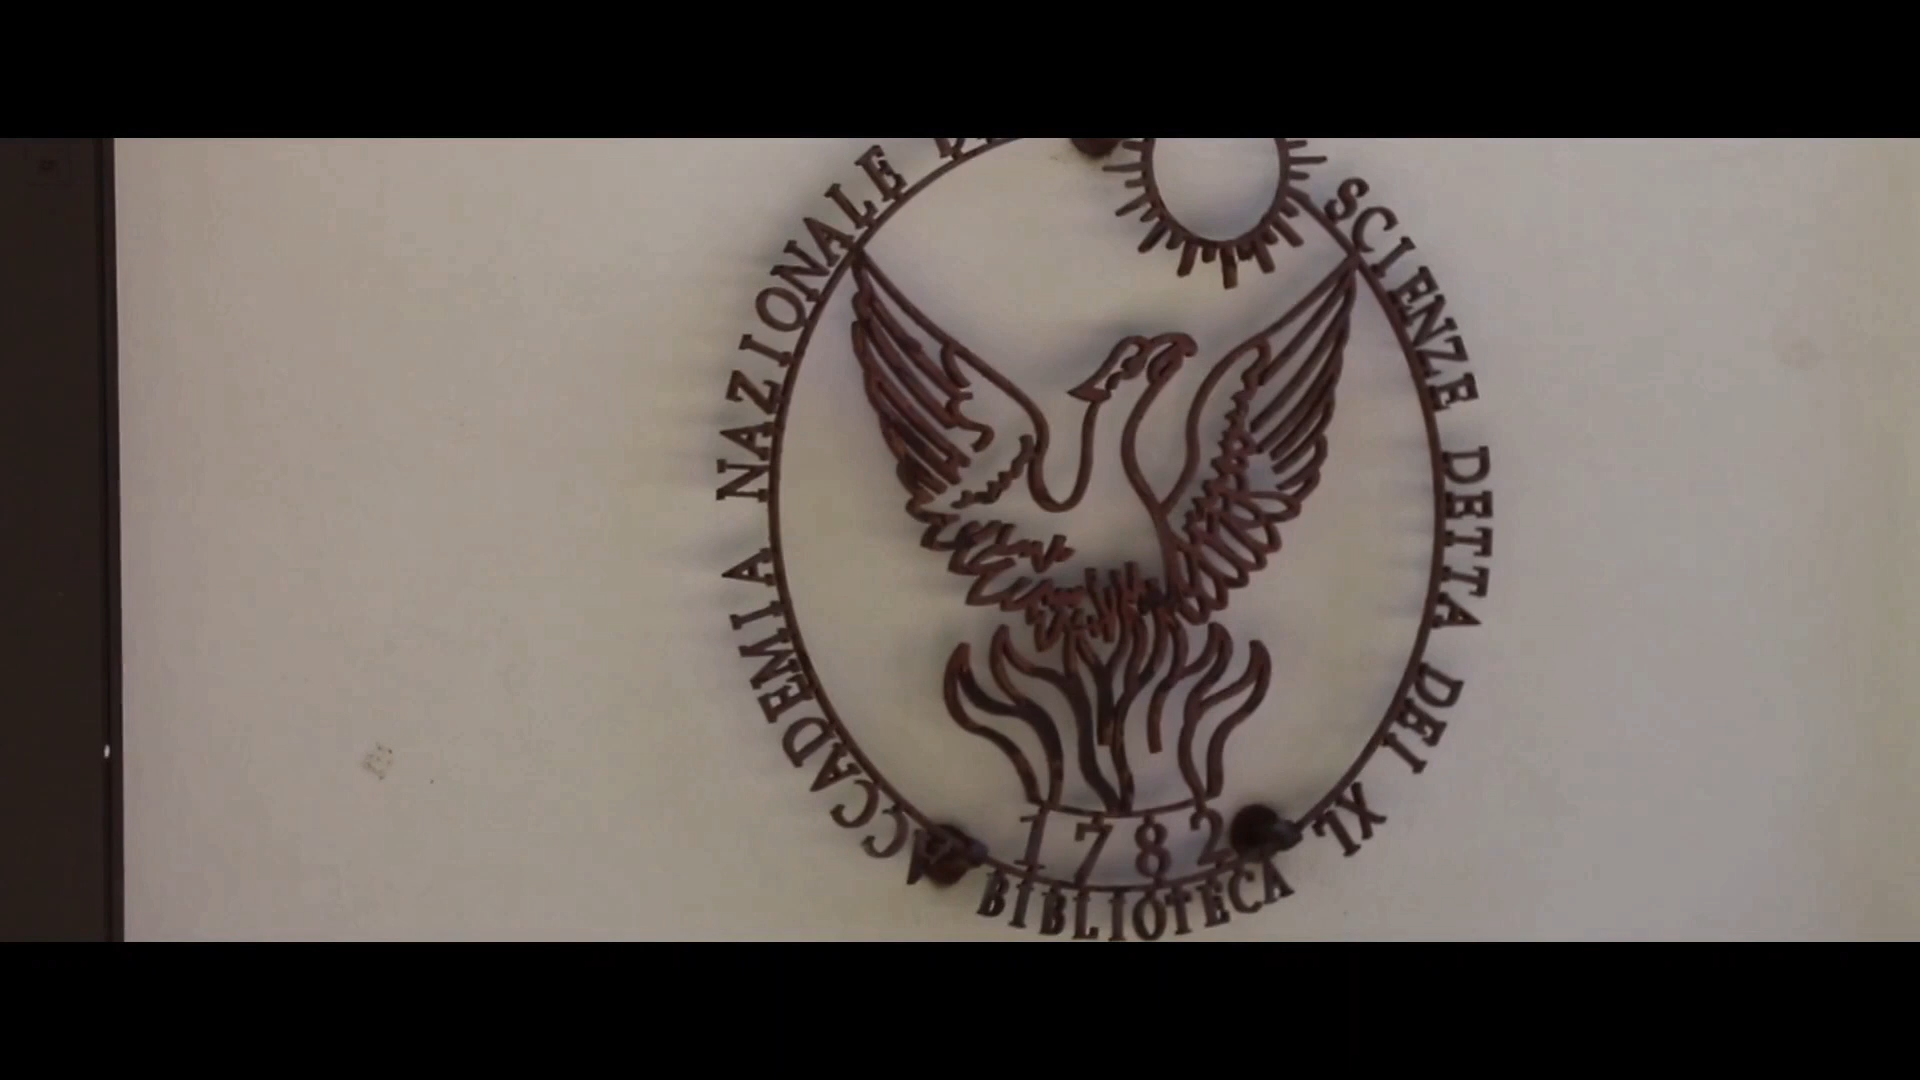 ACCADEMIA NAZIONALE
SCIENZE DETTA DEI XL
1782
BIBLIOTECA